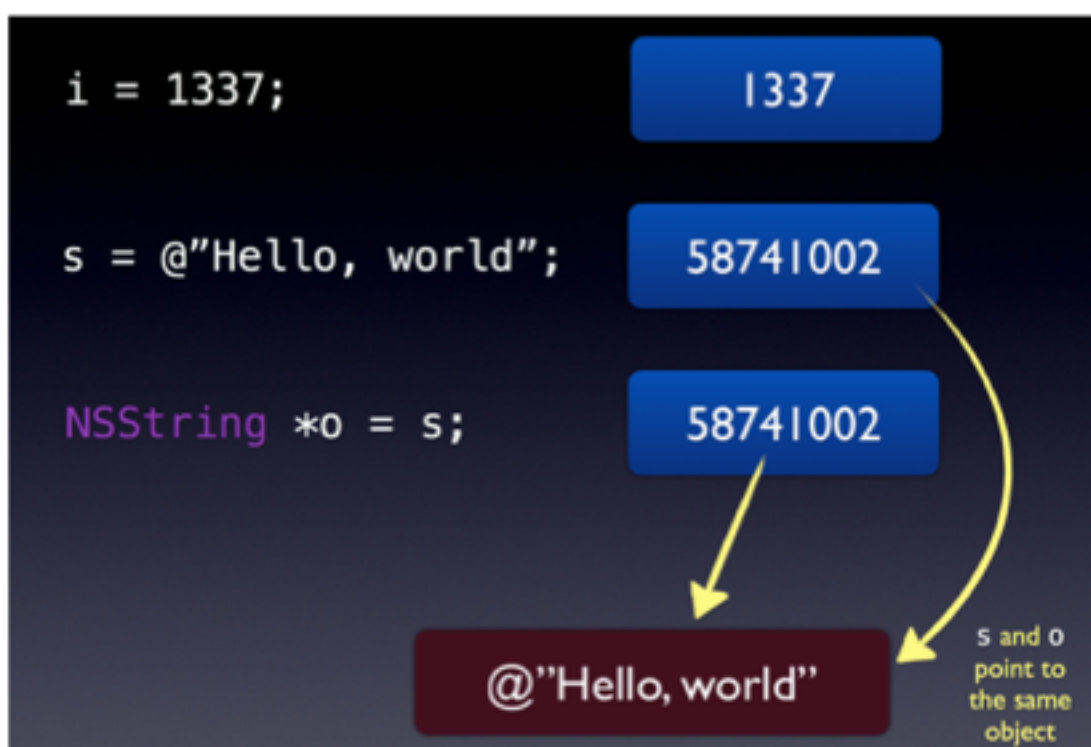 i = 1337;
1337
s = @”Hello, world”;
58741002
NSString *o = s;
58741002
@”Hello, world”
s and o
point to
the same
object